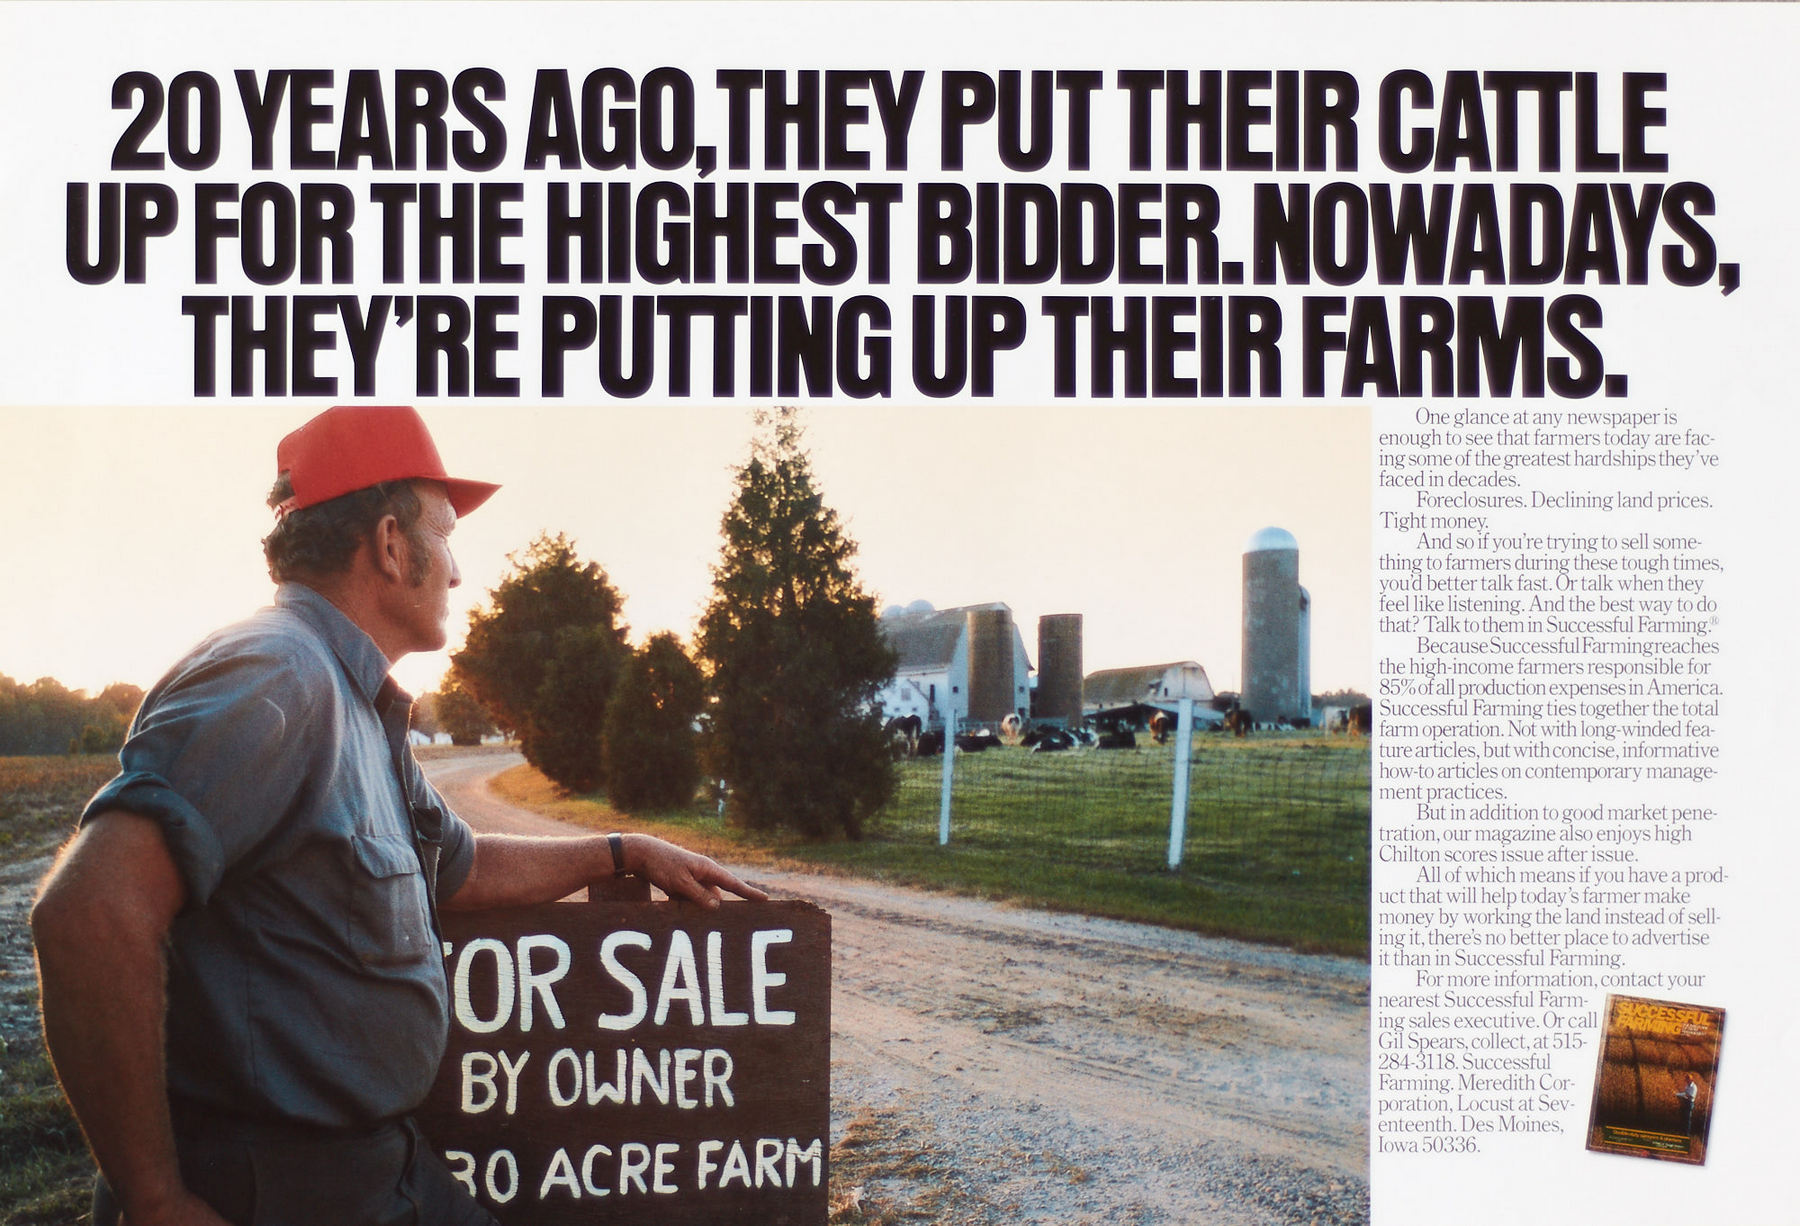 20 YEARS AGO, THEY PUT THEIR CATTLE
UP FOR THE HIGHEST BIDDER. NOWADAYS,
THEY'RE PUTTING UP THEIR FARMS.
OR SALE
BY OWNER
30 ACRE FARM
One glance at any newspaper is
enough to see that farmers today are fac-
ing some of the greatest hardships they've
faced in decades.
Foreclosures. Declining land prices.
Tight money.
And so if you're trying to sell some-
thing to farmers during these tough times,
you'd better talk fast. Or talk when they
feel like listening. And the best way to do
that? Talk to them in Successful Farming.®
Because Successful Farming reaches
the high-income farmers responsible for
85% of all production expenses in America.
Successful Farming ties together the total
farm operation. Not with long-winded fea-
ture articles, but with concise, informative
how-to articles on contemporary manage-
ment practices.
But in addition to good market pene-
tration, our magazine also enjoys high
Chilton scores issue after issue.
All of which means if you have a prod-
uct that will help today's farmer make
money by working the land instead of sell-
ing it, there's no better place to advertise
it than in Successful Farming.
For more information, contact your
nearest Successful Farm-
ing sales executive. Or call
Gil Spears, collect, at 515-
284-3118. Successful
Farming. Meredith Cor-
poration, Locust at Sev-
enteenth. Des Moines,
Iowa 50336.
SUCCESSFUL
FARMING